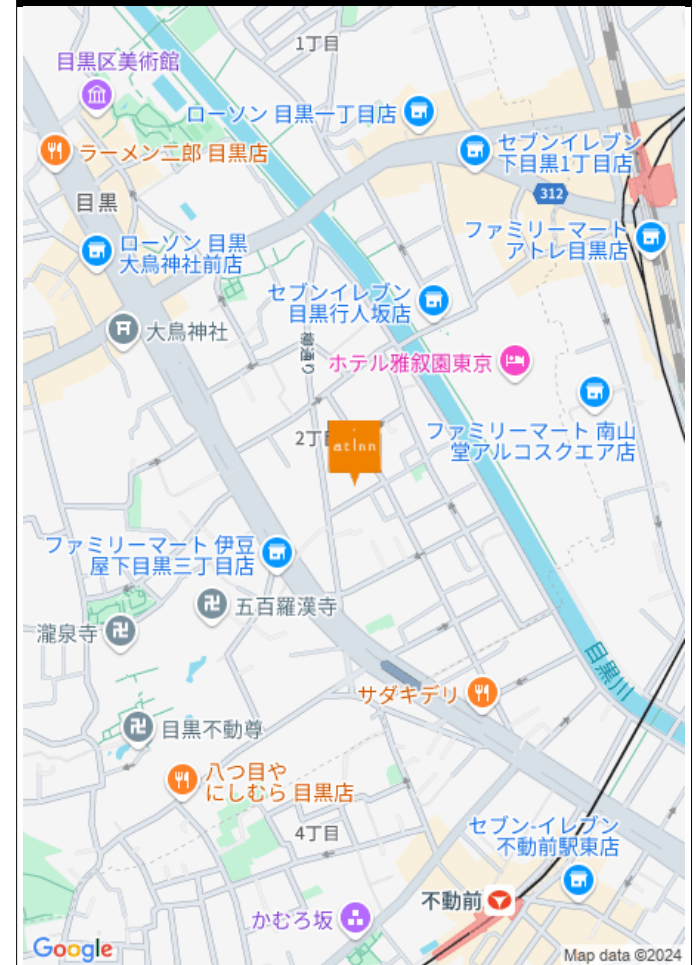 1丁目
目黒区美術館
ローソン 目黒一丁目店
ラーメン二郎 目黒店
セブンイレブン
下目黒1丁目店
312
目黒
ファミリーマート
アトレ目黒店
ローソン 目黒
大鳥神社前店
セブンイレブン
目黒行人坂店
大鳥神社
柳通り
ホテル雅叙園東京
2丁目
at Inn
ファミリーマート 南山
堂アルコスクエア店
ファミリーマート 伊豆
屋下目黒三丁目店
五百羅漢寺
瀧泉寺
目黒川
サダキデリ
目黒不動尊
八つ目や
にしむら 目黒店
4丁目
セブン-イレブン
不動前駅東店
不動前
かむろ坂
Google
Map data ©2024